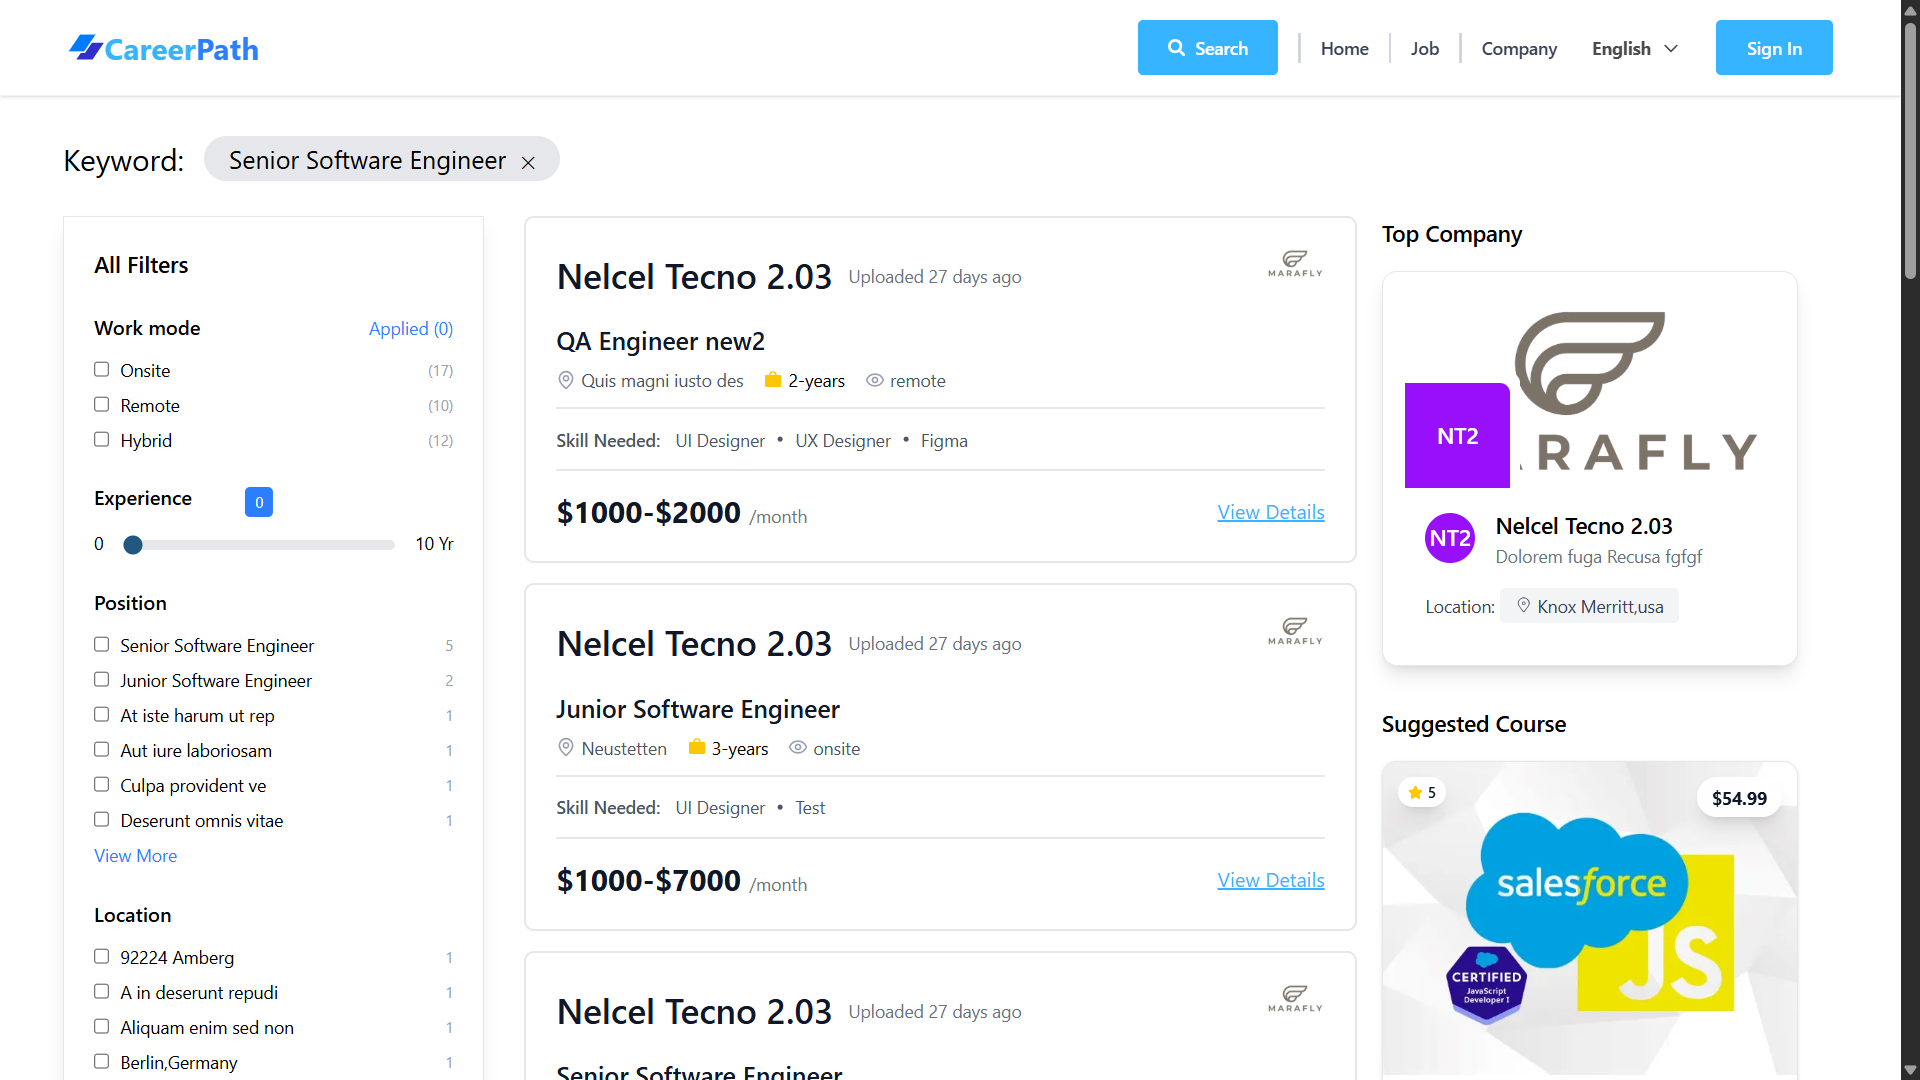 CareerPath
Search
Home
Job
Company
English
Sign In
Keyword:
Senior Software Engineer
All Filters
Work mode
Applied (0)
Onsite (17)
Remote (10)
Hybrid (12)
Experience 0
0 10 Yr
Position
Senior Software Engineer 5
Junior Software Engineer 2
At iste harum ut rep 1
Aut iure laboriosam 1
Culpa provident ve 1
Deserunt omnis vitae 1
View More
Location
92224 Amberg 1
A in deserunt repudi 1
Aliquam enim sed non 1
Berlin,Germany 1
Nelcel Tecno 2.03 Uploaded 27 days ago
MARAFLY
QA Engineer new2
Quis magni iusto des 2-years remote
Skill Needed: UI Designer • UX Designer • Figma
$1000-$2000 /month
View Details
Nelcel Tecno 2.03 Uploaded 27 days ago
MARAFLY
Junior Software Engineer
Neustetten 3-years onsite
Skill Needed: UI Designer • Test
$1000-$7000 /month
View Details
Nelcel Tecno 2.03 Uploaded 27 days ago
MARAFLY
Senior Software Engineer
Top Company
RAFLY
NT2
NT2
Nelcel Tecno 2.03
Dolorem fuga Recusa fgfgf
Location: Knox Merritt,usa
Suggested Course
5
$54.99
salesforce
JS
CERTIFIED
JavaScript
Developer I